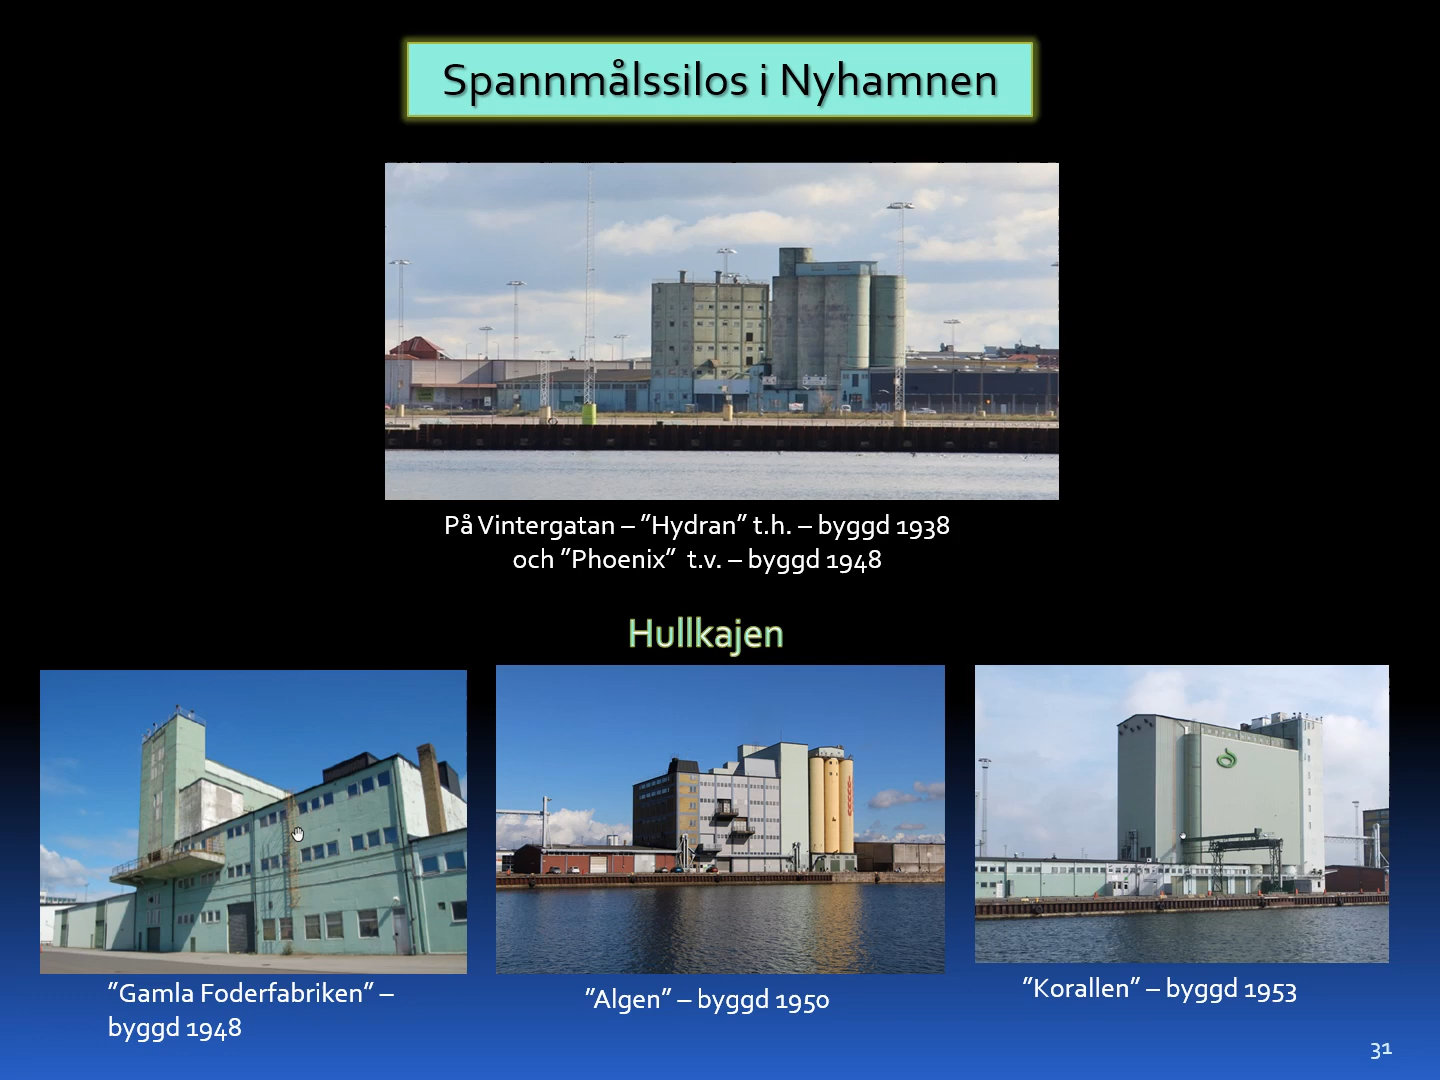 Spannmålssilos i Nyhamnen
På Vintergatan – ”Hydran” t.h. – byggd 1938
och ”Phoenix” t.v. – byggd 1948
Hullkajen
”Gamla Foderfabriken” –
byggd 1948
”Algen” – byggd 1950
”Korallen” – byggd 1953
31